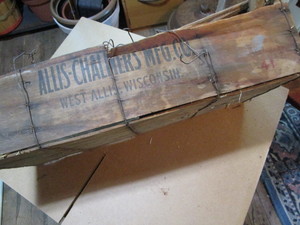 ALLIS-CHALMERS MFG. CO.
WEST ALLIS, WISCONSIN